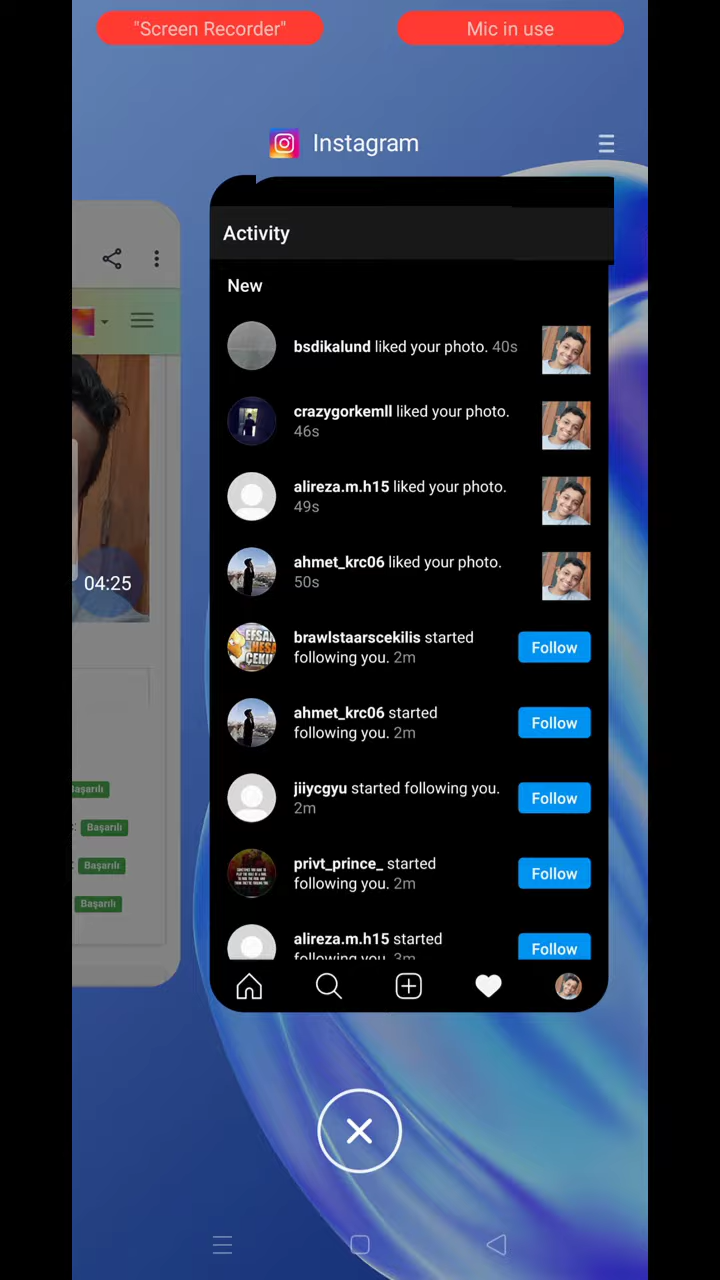 "Screen Recorder"
Mic in use
Instagram
Activity
New
bsdikalund liked your photo. 40s
crazygorkemll liked your photo.
46s
alireza.m.h15 liked your photo.
49s
ahmet_krc06 liked your photo.
50s
04:25
brawlstaarscekilis started
following you. 2m
Follow
ahmet_krc06 started
following you. 2m
Follow
jiiycgyu started following you.
2m
Follow
Başarılı
Başarılı
privt_prince_ started
following you. 2m
Follow
Başarılı
Başarılı
alireza.m.h15 started
following you. 3m
Follow